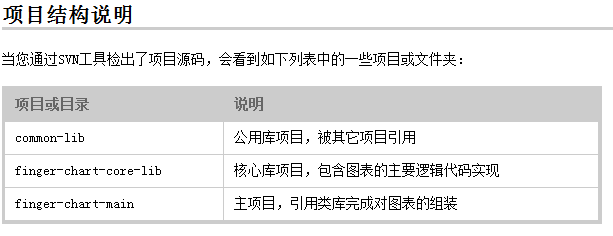 项目结构说明
当您通过SVN工具检出了项目源码，会看到如下列表中的一些项目或文件夹：
项目或目录 说明
common-lib 公用库项目，被其它项目引用
finger-chart-core-lib 核心库项目，包含图表的主要逻辑代码实现
finger-chart-main 主项目，引用类库完成对图表的组装